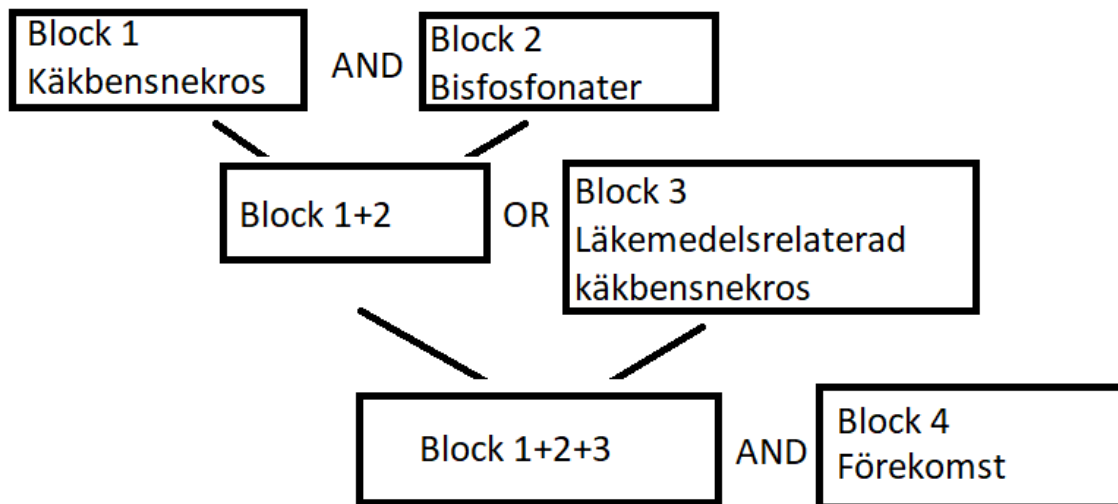 Block 1
Käkbensnekros
AND
Block 2
Bisfosfonater
Block 1+2
OR
Block 3
Läkemedelsrelaterad
käkbensnekros
Block 1+2+3
AND
Block 4
Förekomst